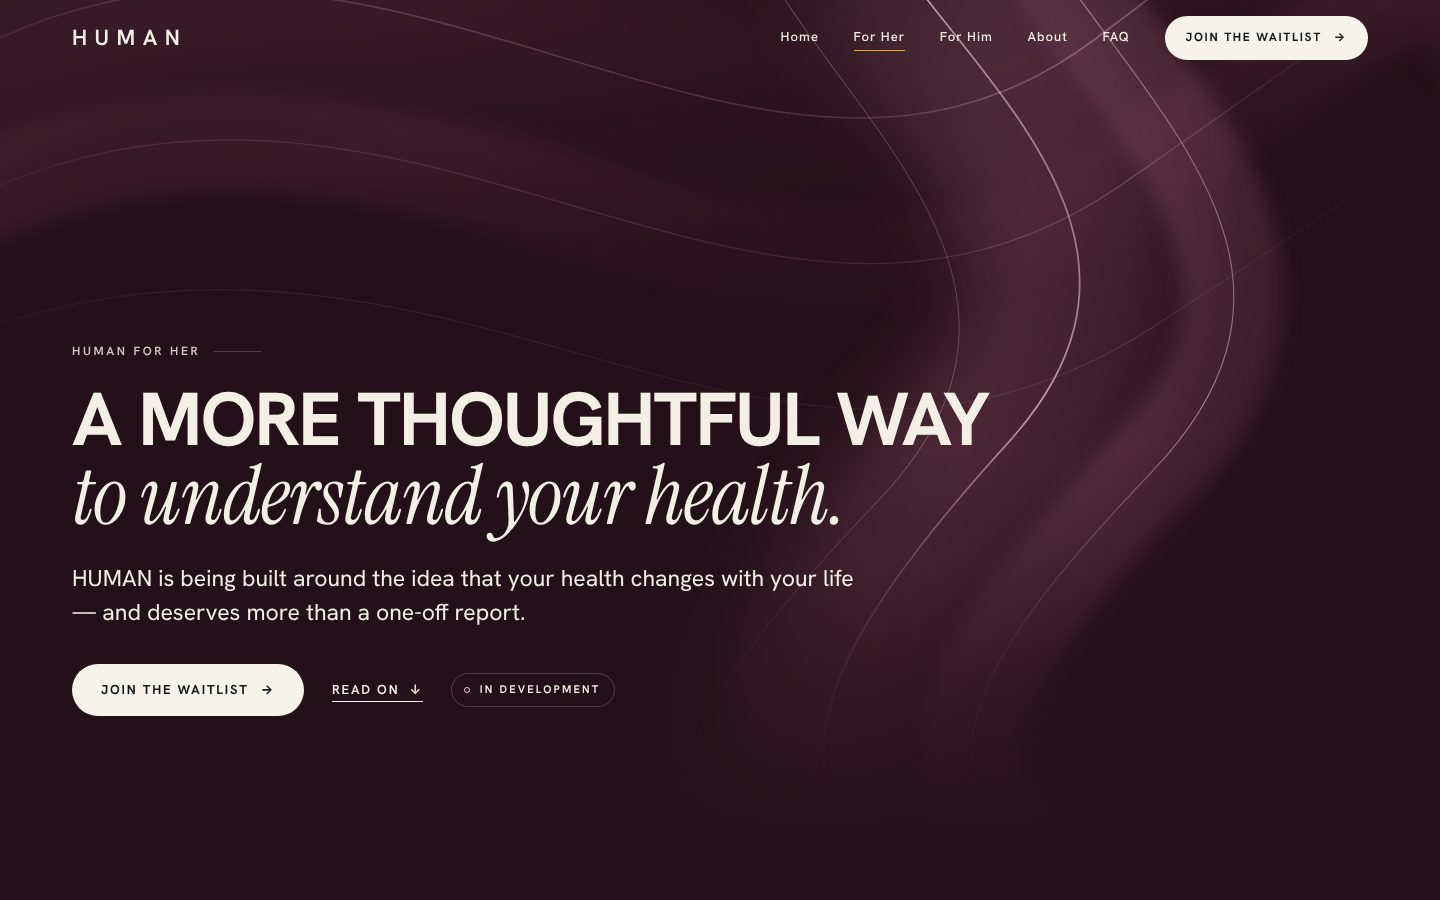 HUMAN
Home
For Her
For Him
About
FAQ
JOIN THE WAITLIST →
HUMAN FOR HER
A MORE THOUGHTFUL WAY
to understand your health.
HUMAN is being built around the idea that your health changes with your life
— and deserves more than a one-off report.
JOIN THE WAITLIST →
READ ON ↓
IN DEVELOPMENT